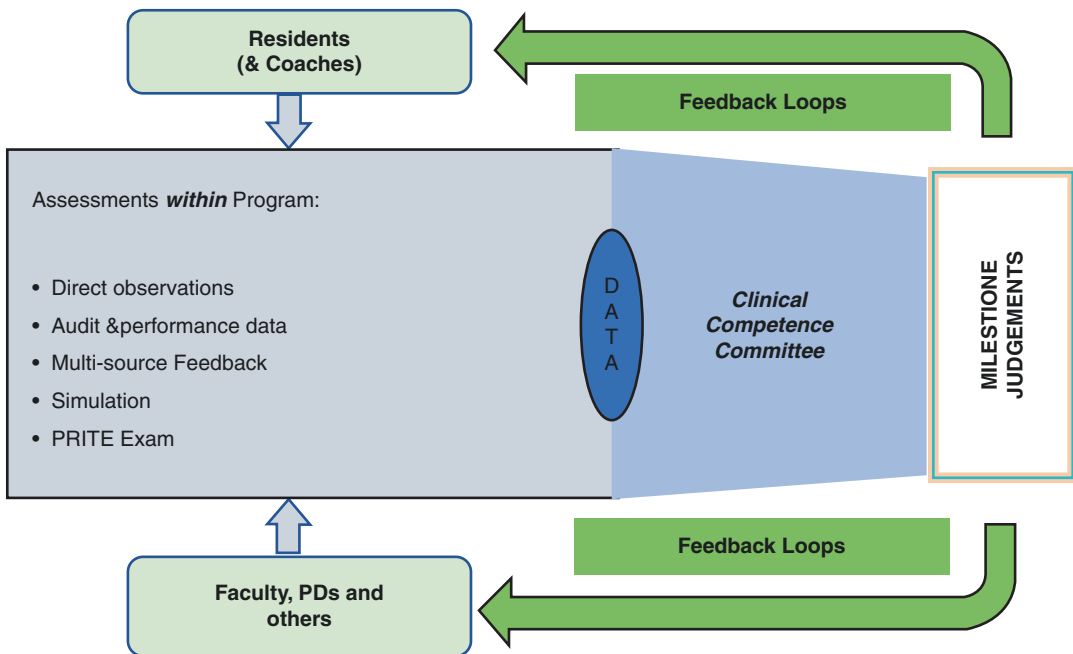 Residents
(& Coaches)
Feedback Loops
Assessments within Program:
• Direct observations
• Audit &performance data
• Multi-source Feedback
• Simulation
• PRITE Exam
D
A
T
A
Clinical
Competence
Committee
MILESTIONE
JUDGEMENTS
Feedback Loops
Faculty, PDs and
others